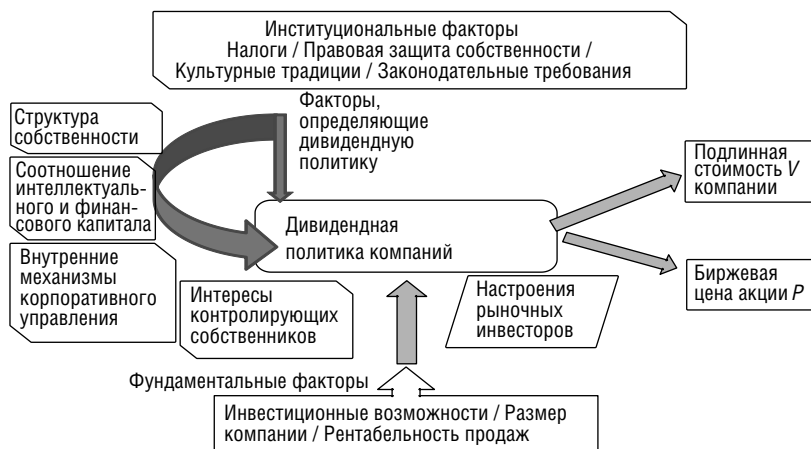 Институциональные факторы
Налоги / Правовая защита собственности /
Культурные традиции / Законодательные требования
Структура
собственности
Факторы,
определяющие
дивидендную
политику
Соотношение
интеллектуаль-
ного и финан-
сового капитала
Подлинная
стоимость V
компании
Дивидендная
политика компаний
Внутренние
механизмы
корпоративного
управления
Интересы
контролирующих
собственников
Настроения
рыночных
инвесторов
Биржевая
цена акции P
Фундаментальные факторы
Инвестиционные возможности / Размер
компании / Рентабельность продаж